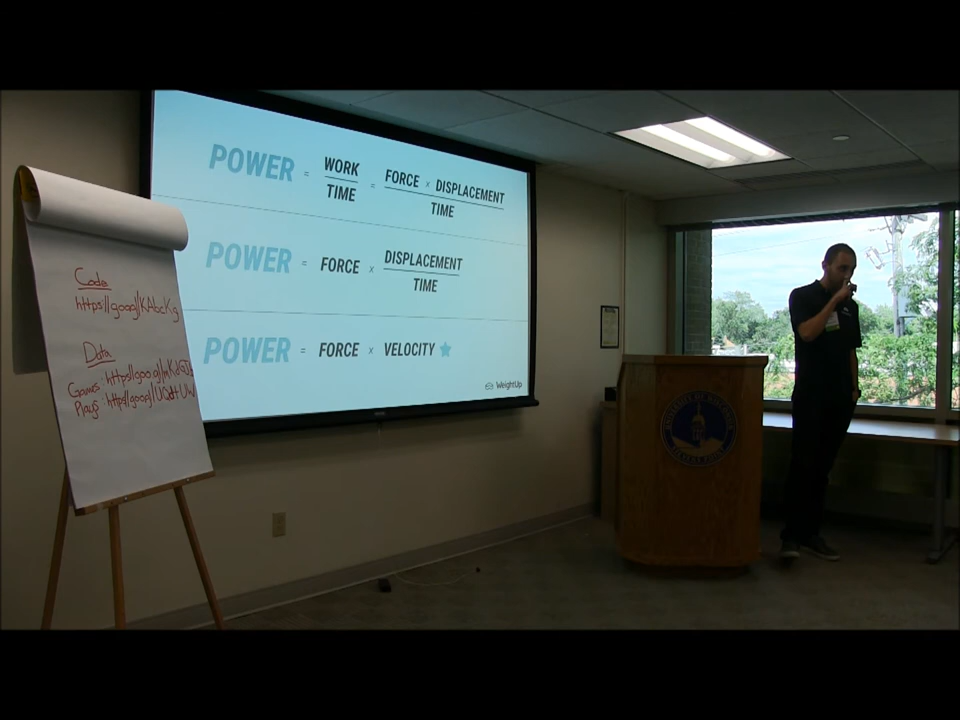 Code
Data
Games
Plays
POWER = WORK / TIME = FORCE x DISPLACEMENT / TIME
POWER = FORCE x DISPLACEMENT / TIME
POWER = FORCE x VELOCITY
WeightUp